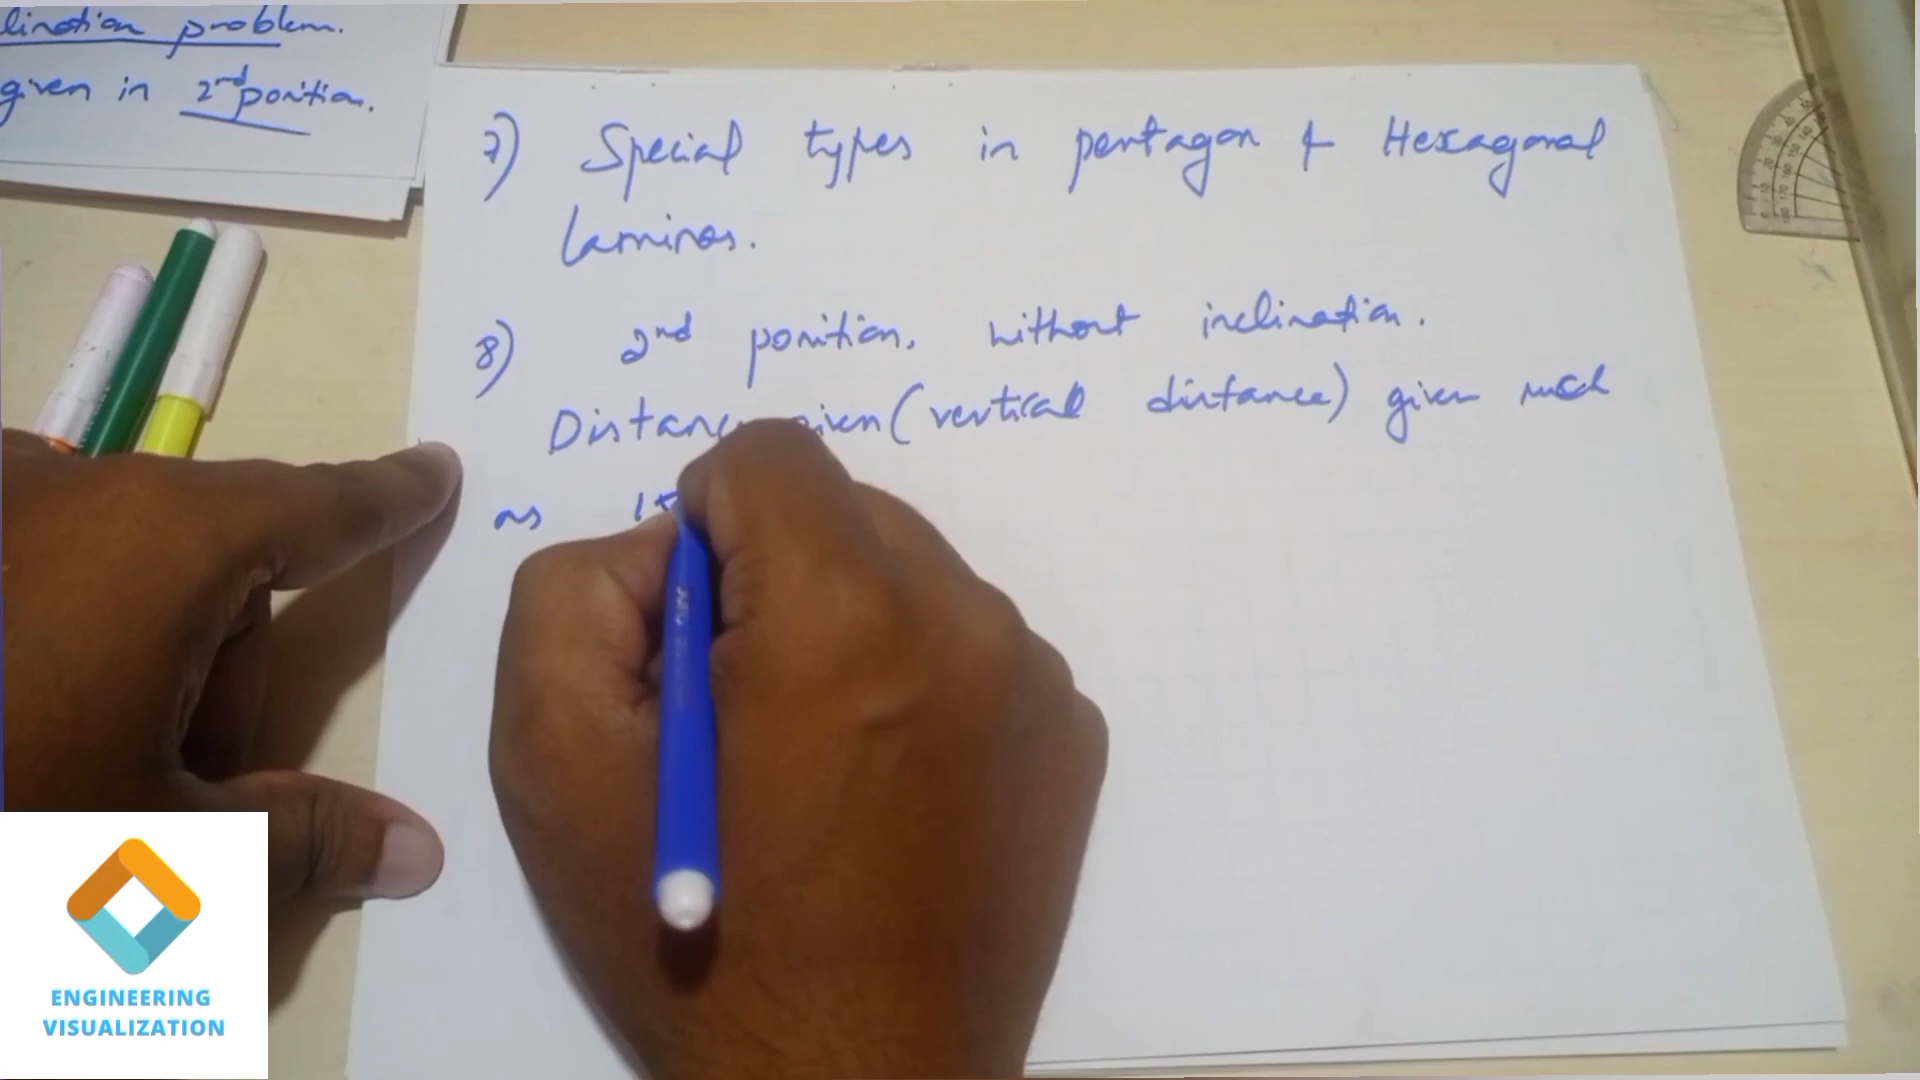 lination problem.
given in 2nd position.
7) Special types in pentagon & Hexagonal
Laminas.
8) 2nd position, without inclination.
Distance given (vertical distance) given such
as 15
ENGINEERING
VISUALIZATION